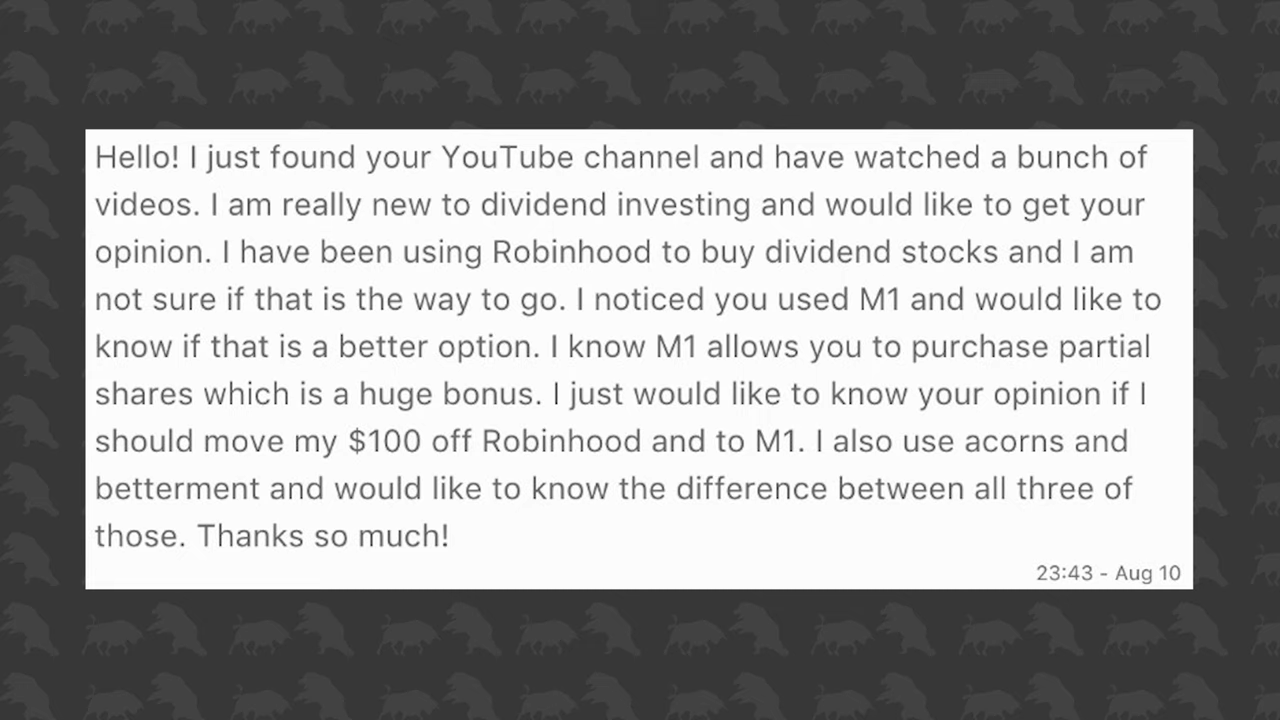 Hello! I just found your YouTube channel and have watched a bunch of
videos. I am really new to dividend investing and would like to get your
opinion. I have been using Robinhood to buy dividend stocks and I am
not sure if that is the way to go. I noticed you used M1 and would like to
know if that is a better option. I know M1 allows you to purchase partial
shares which is a huge bonus. I just would like to know your opinion if I
should move my $100 off Robinhood and to M1. I also use acorns and
betterment and would like to know the difference between all three of
those. Thanks so much!
23:43 - Aug 10